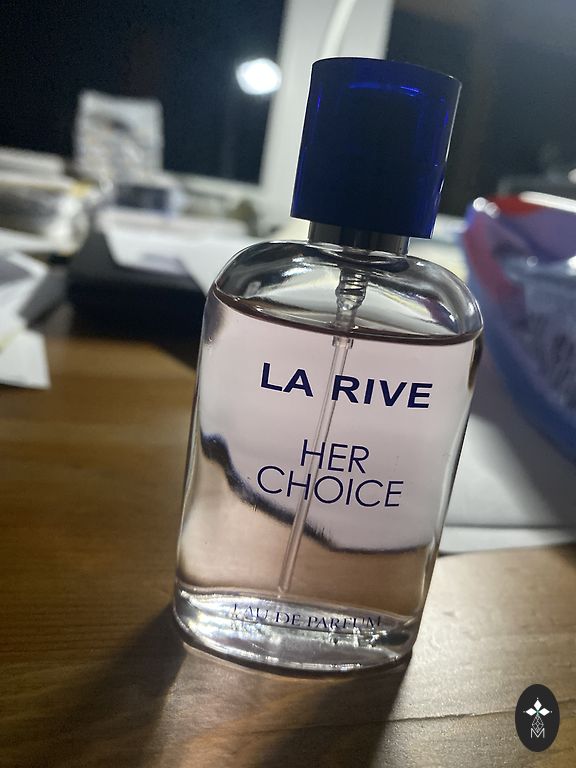 LA RIVE
HER
CHOICE
EAU DE PARFUM
M